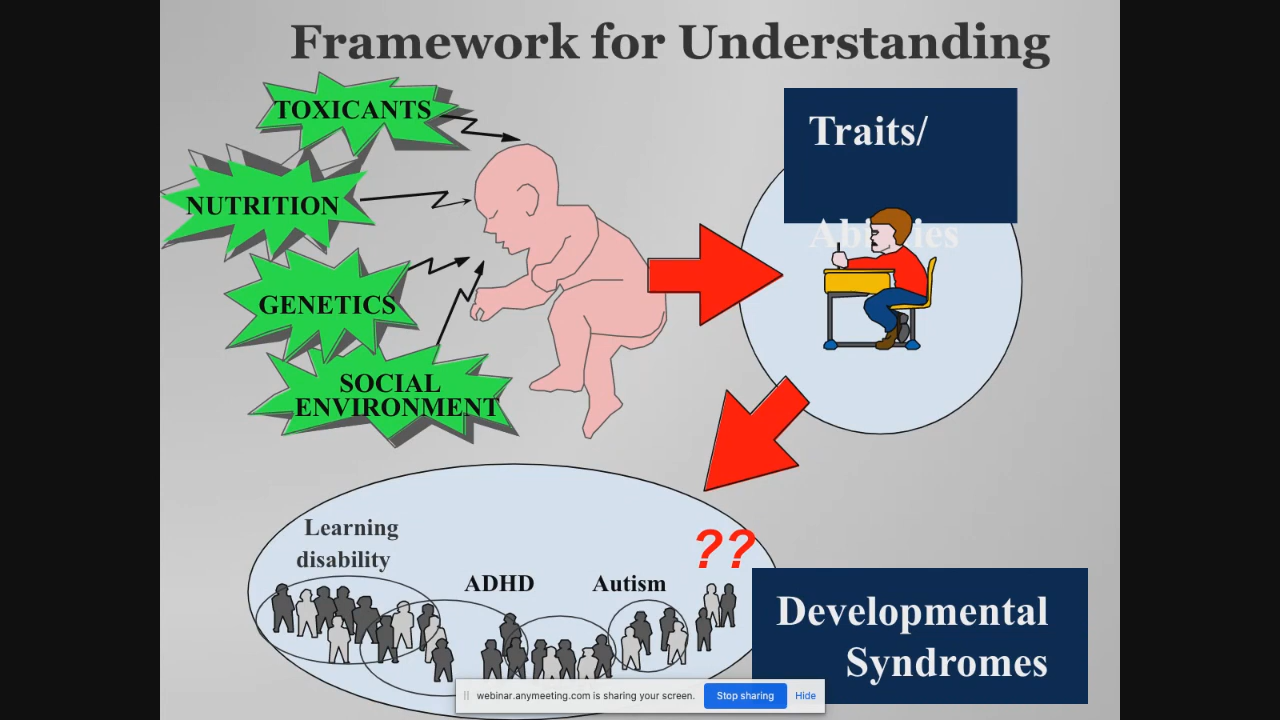 Framework for Understanding
TOXICANTS
NUTRITION
GENETICS
SOCIAL
ENVIRONMENT
Traits/
Abilities
Learning
disability
ADHD
Autism
??
Developmental
Syndromes
webinar.anymeeting.com is sharing your screen.
Stop sharing
Hide